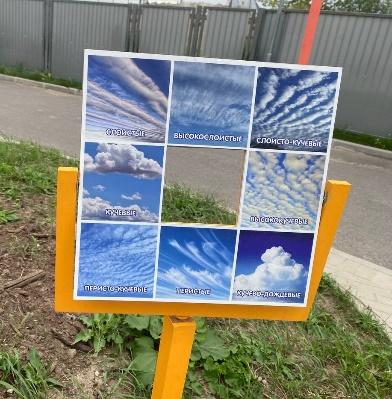 СЛОИСТЫЕ
ВЫСОКОСЛОИСТЫЕ
СЛОИСТО-КУЧЕВЫЕ
КУЧЕВЫЕ
ВЫСОКОКУЧЕВЫЕ
ПЕРИСТО-КУЧЕВЫЕ
ПЕРИСТЫЕ
КУЧЕВО-ДОЖДЕВЫЕ